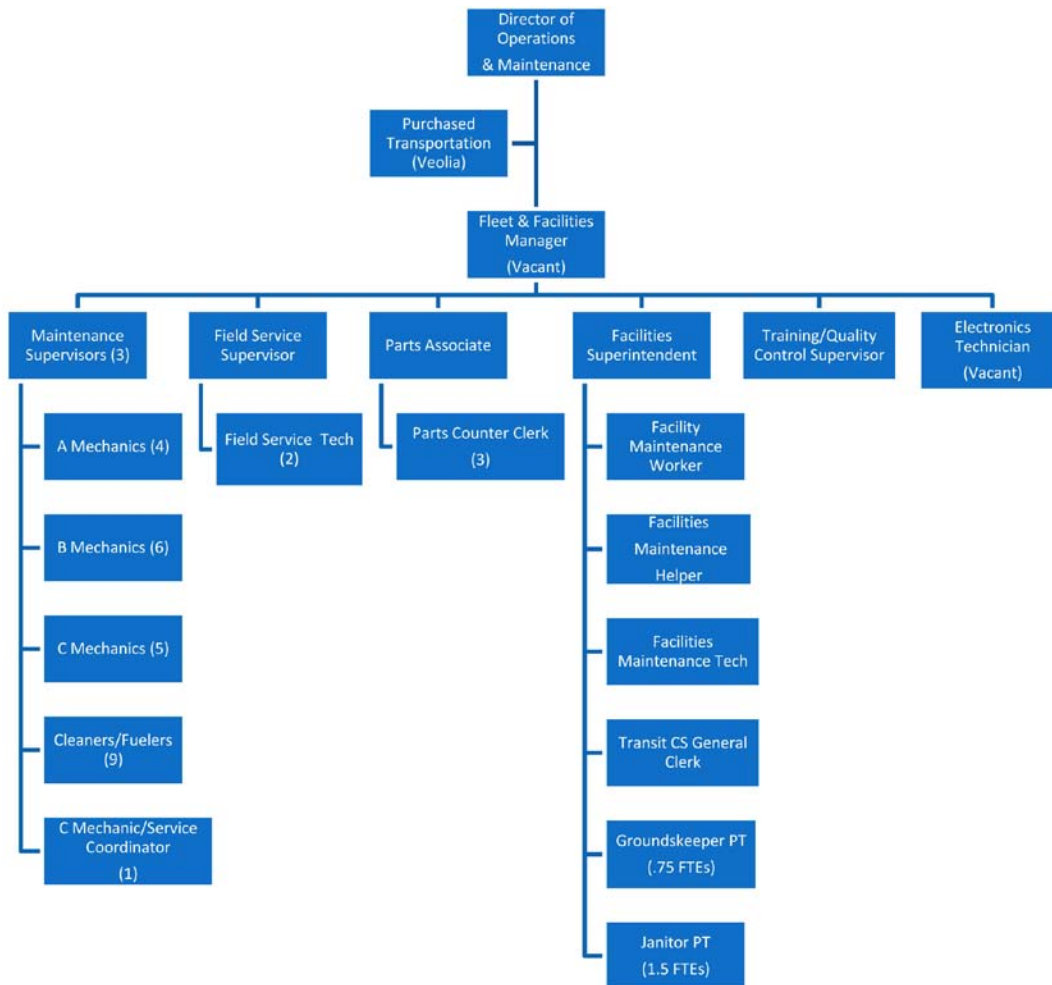 Director of
Operations
& Maintenance
Purchased
Transportation
(Veolia)
Fleet & Facilities
Manager
(Vacant)
Maintenance
Supervisors (3)
Field Service
Supervisor
Parts Associate
Facilities
Superintendent
Training/Quality
Control Supervisor
Electronics
Technician
(Vacant)
A Mechanics (4)
B Mechanics (6)
C Mechanics (5)
Cleaners/Fuelers
(9)
C Mechanic/Service
Coordinator
(1)
Field Service Tech
(2)
Parts Counter Clerk
(3)
Facility
Maintenance
Worker
Facilities
Maintenance
Helper
Facilities
Maintenance Tech
Transit CS General
Clerk
Groundskeeper PT
(.75 FTEs)
Janitor PT
(1.5 FTEs)